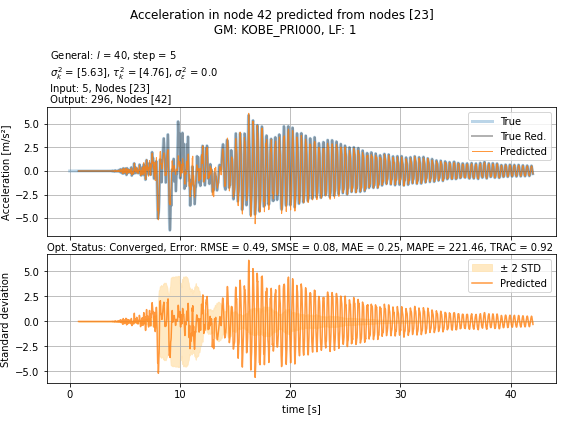 Acceleration in node 42 predicted from nodes [23]
GM: KOBE_PRI000, LF: 1
General: l = 40, step = 5
σ²ₖ = [5.63], τ²ₖ = [4.76], σ²ₑ = 0.0
Input: 5, Nodes [23]
Output: 296, Nodes [42]
Acceleration [m/s²]
5.0
2.5
0.0
−2.5
−5.0
True
True Red.
Predicted
Opt. Status: Converged, Error: RMSE = 0.49, SMSE = 0.08, MAE = 0.25, MAPE = 221.46, TRAC = 0.92
Standard deviation
5.0
2.5
0.0
−2.5
−5.0
± 2 STD
Predicted
0
10
20
30
40
time [s]